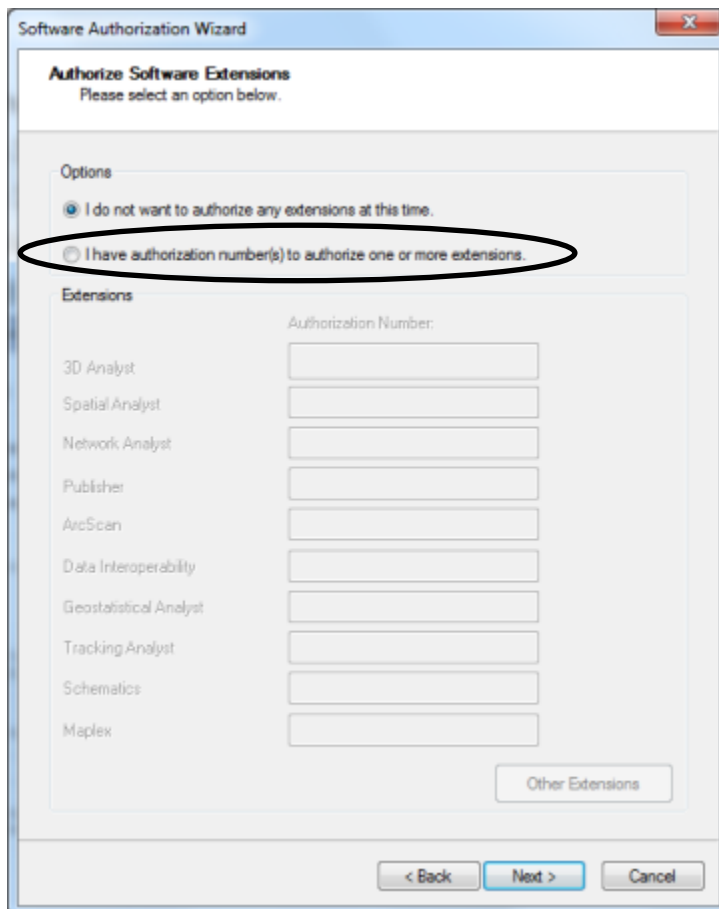 Software Authorization Wizard
Authorize Software Extensions
Please select an option below.
Options
I do not want to authorize any extensions at this time.
I have authorization number(s) to authorize one or more extensions.
Extensions
Authorization Number:
3D Analyst
Spatial Analyst
Network Analyst
Publisher
ArcScan
Data Interoperability
Geostatistical Analyst
Tracking Analyst
Schematics
Maplex
Other Extensions
< Back
Next >
Cancel